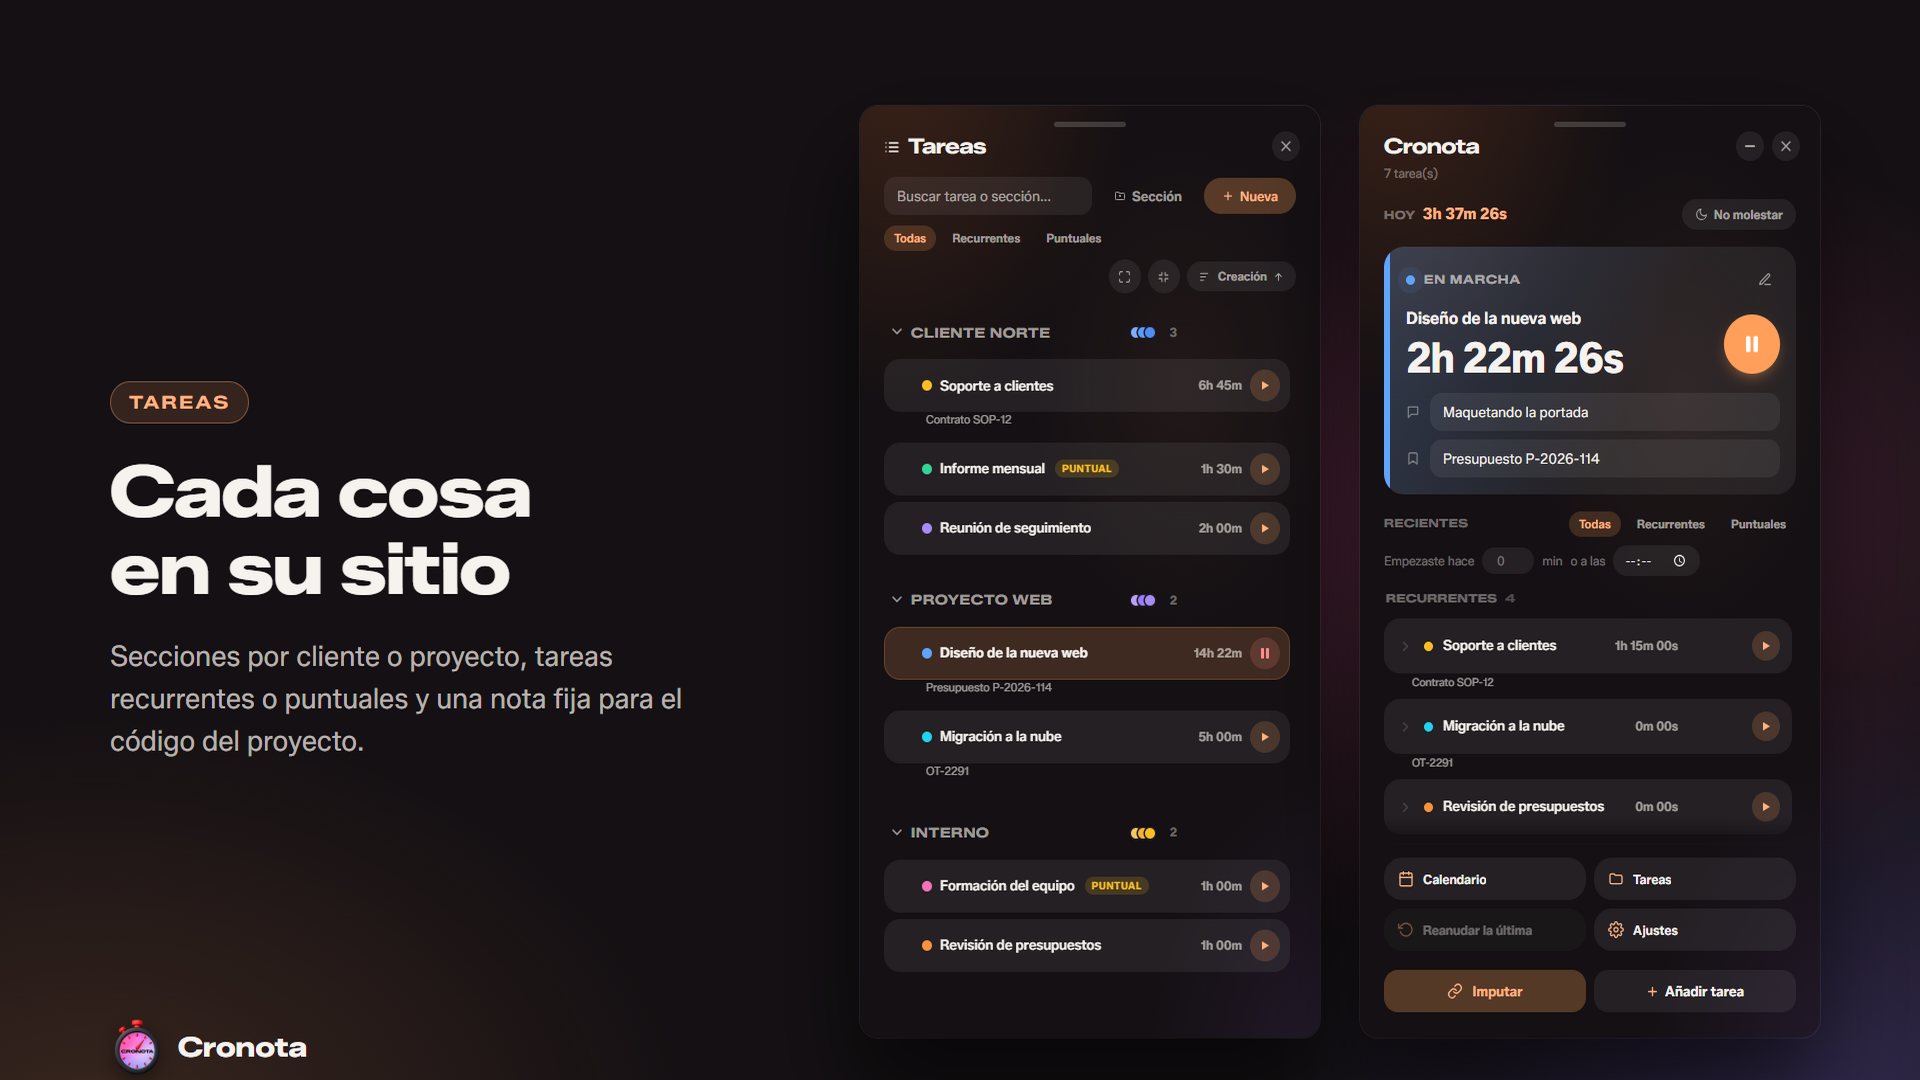 TAREAS
Cada cosa
en su sitio
Secciones por cliente o proyecto, tareas
recurrentes o puntuales y una nota fija para el
código del proyecto.
CRONOTA
Cronota
Tareas
Buscar tarea o sección...
Sección
+ Nueva
Todas Recurrentes Puntuales
Creación ↑
CLIENTE NORTE 3
Soporte a clientes 6h 45m
Contrato SOP-12
Informe mensual PUNTUAL 1h 30m
Reunión de seguimiento 2h 00m
PROYECTO WEB 2
Diseño de la nueva web 14h 22m
Presupuesto P-2026-114
Migración a la nube 5h 00m
OT-2291
INTERNO 2
Formación del equipo PUNTUAL 1h 00m
Revisión de presupuestos 1h 00m
Cronota
7 tarea(s)
HOY 3h 37m 26s
No molestar
EN MARCHA
Diseño de la nueva web
2h 22m 26s
Maquetando la portada
Presupuesto P-2026-114
RECIENTES Todas Recurrentes Puntuales
Empezaste hace 0 min o a las --:--
RECURRENTES 4
Soporte a clientes 1h 15m 00s
Contrato SOP-12
Migración a la nube 0m 00s
OT-2291
Revisión de presupuestos 0m 00s
Calendario Tareas
Reanudar la última Ajustes
Imputar + Añadir tarea